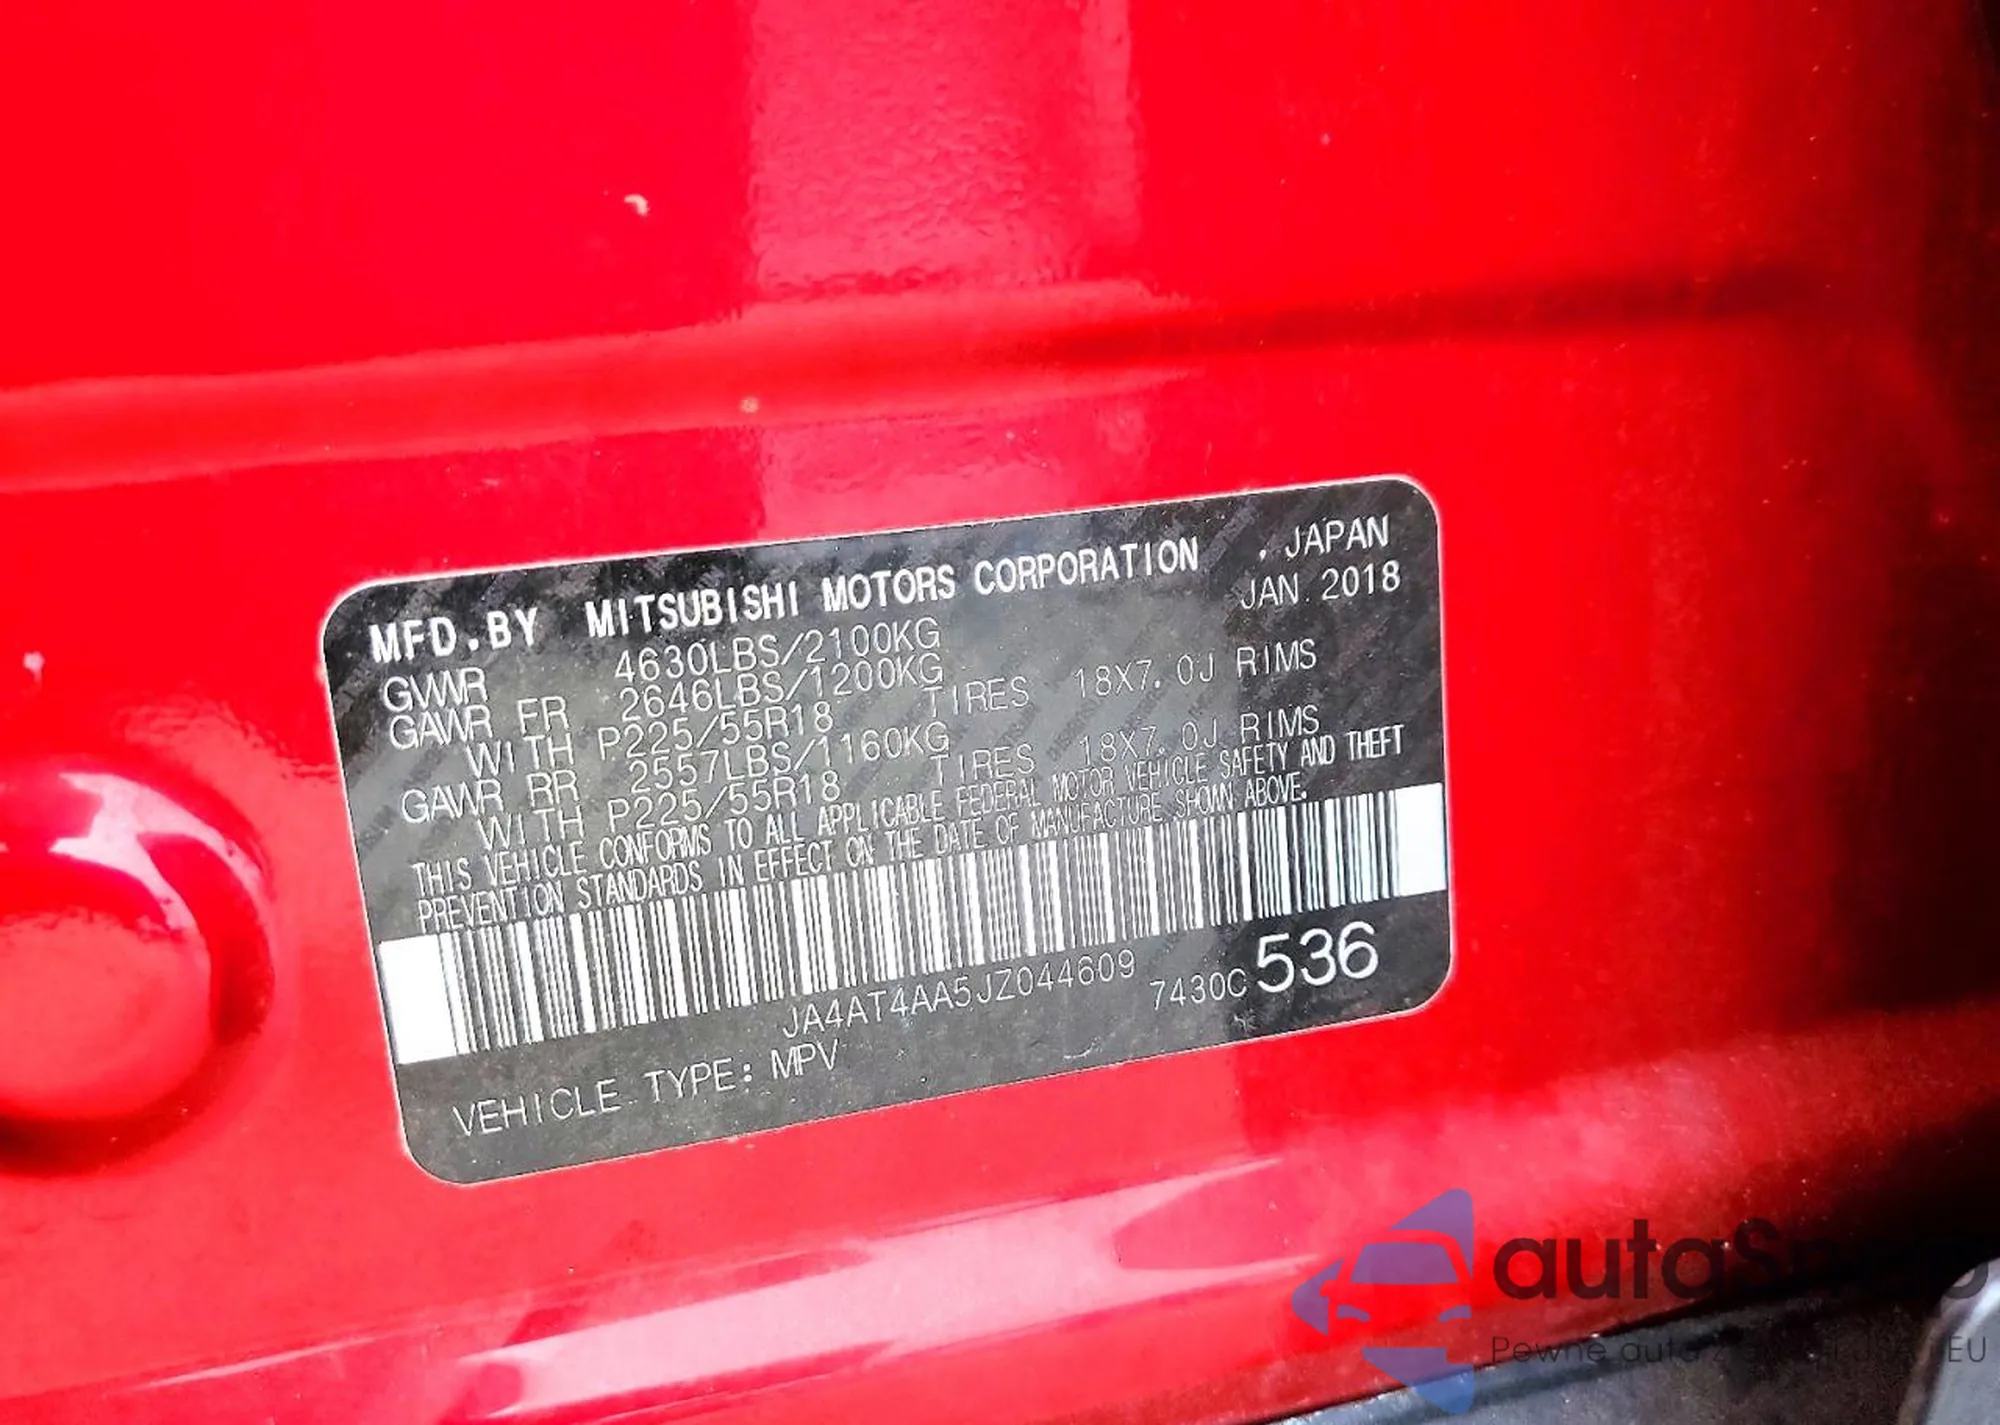 MFD.BY MITSUBISHI MOTORS CORPORATION , JAPAN
JAN. 2018
GVWR 4630LBS/2100KG
GAWR FR 2646LBS/1200KG
WITH P225/55R18 TIRES 18X7.0J RIMS
GAWR RR 2557LBS/1160KG
WITH P225/55R18 TIRES 18X7.0J RIMS
THIS VEHICLE CONFORMS TO ALL APPLICABLE FEDERAL MOTOR VEHICLE SAFETY AND THEFT
PREVENTION STANDARDS IN EFFECT ON THE DATE OF MANUFACTURE SHOWN ABOVE.
JA4AT4AA5JZ044609 7430C 536
VEHICLE TYPE: MPV
Pewne auta EU